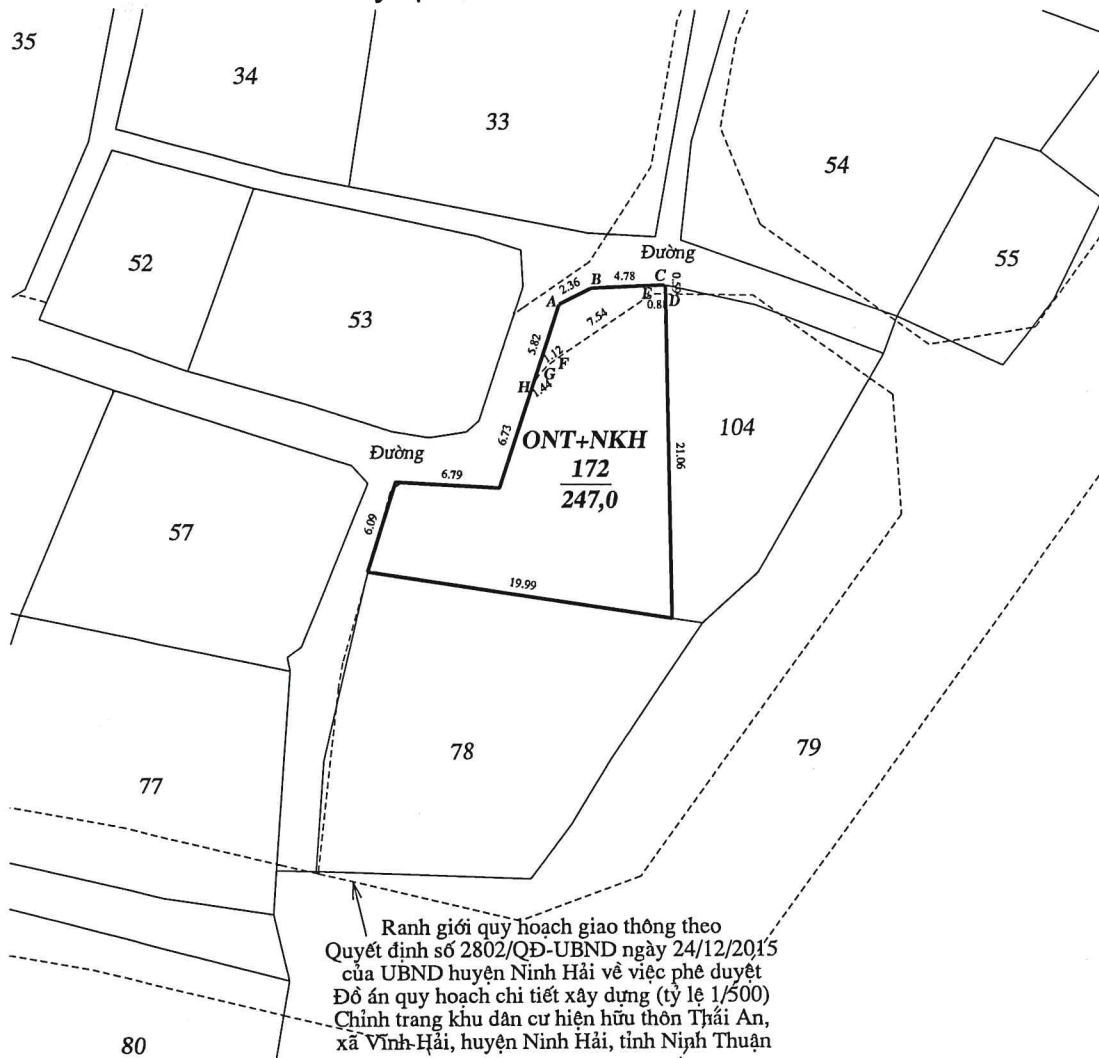 35
34
33
54
55
52
53
Đường
2.36
B
4.78
C
0.59
A
E
0.81
D
7.54
5.82
1.12
F
G
H
1.44
ONT+NKH
172
247,0
104
6.73
21.06
Đường
6.79
57
6.09
19.99
78
79
77
Ranh giới quy hoạch giao thông theo
Quyết định số 2802/QĐ-UBND ngày 24/12/2015
của UBND huyện Ninh Hải về việc phê duyệt
Đồ án quy hoạch chi tiết xây dựng (tỷ lệ 1/500)
Chỉnh trang khu dân cư hiện hữu thôn Thái An,
xã Vĩnh Hải, huyện Ninh Hải, tỉnh Ninh Thuận
80